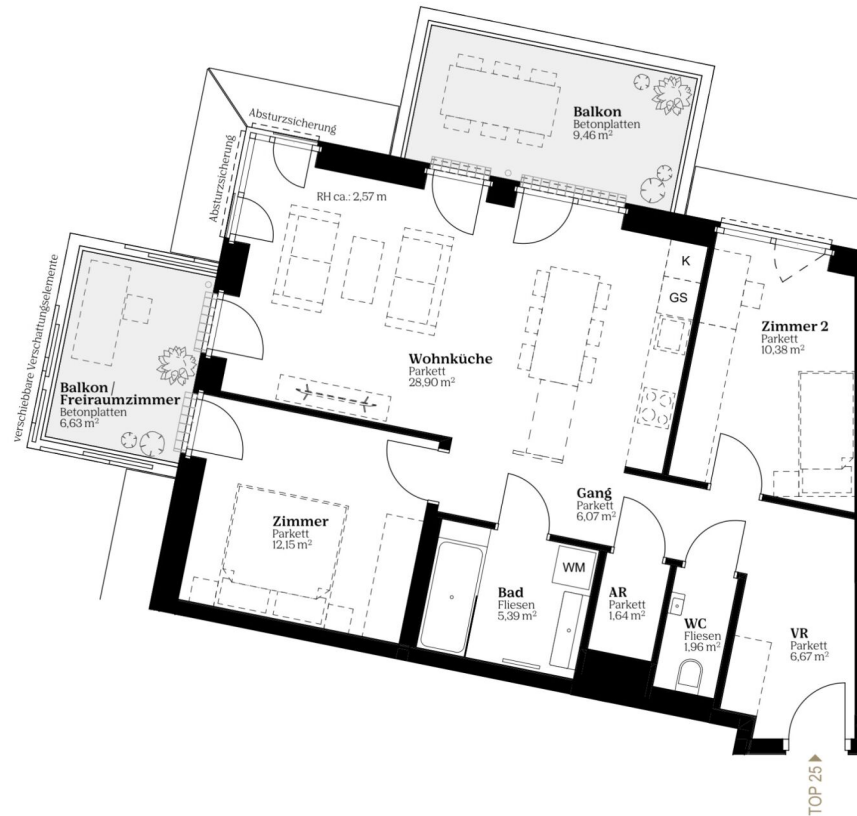 Balkon
Betonplatten
9,46 m²
Absturzsicherung
Absturzsicherung
RH ca.: 2,57 m
K
GS
Zimmer 2
Parkett
10,38 m²
Wohnküche
Parkett
28,90 m²
verschiebbare Verschattungselemente
Balkon /
Freiraumzimmer
Betonplatten
6,63 m²
Zimmer
Parkett
12,15 m²
Gang
Parkett
6,07 m²
WM
Bad
Fliesen
5,39 m²
AR
Parkett
1,64 m²
WC
Fliesen
1,96 m²
VR
Parkett
6,67 m²
TOP 25